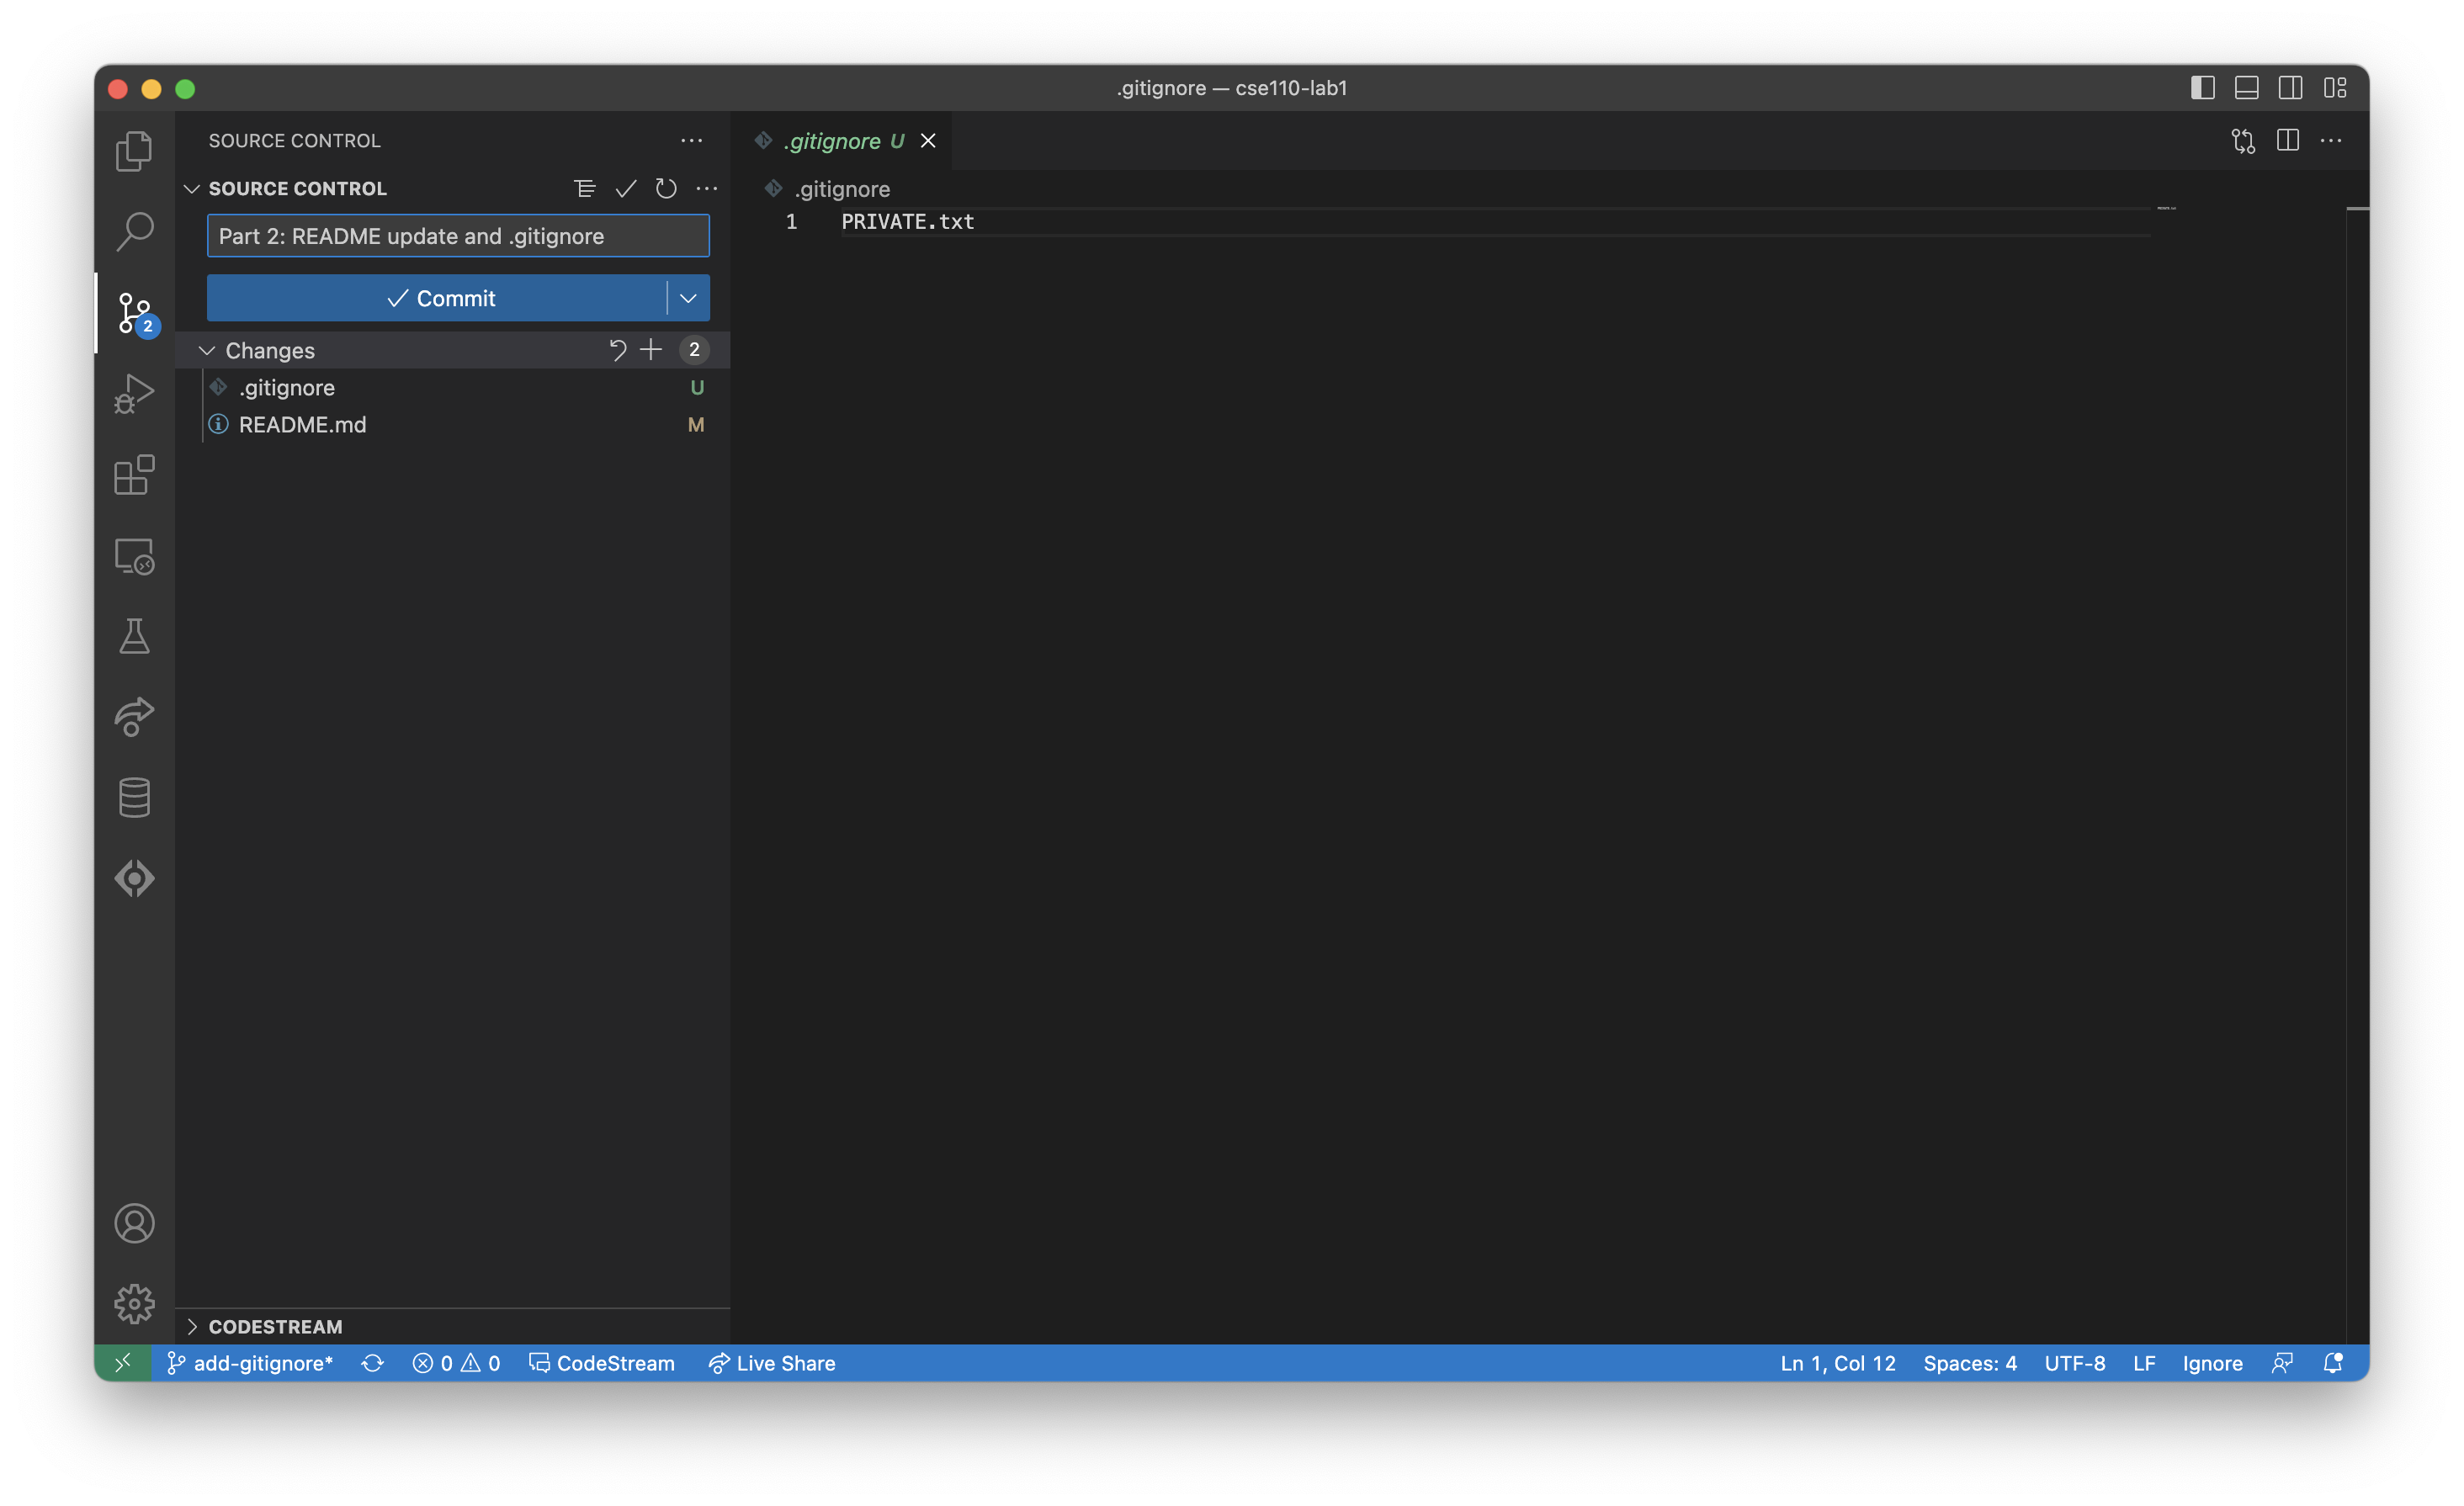 .gitignore — cse110-lab1
SOURCE CONTROL
SOURCE CONTROL
Part 2: README update and .gitignore
Commit
Changes 2
.gitignore U
README.md M
2
CODESTREAM
.gitignore U
.gitignore
1 PRIVATE.txt
add-gitignore* 0 0 CodeStream Live Share Ln 1, Col 12 Spaces: 4 UTF-8 LF Ignore